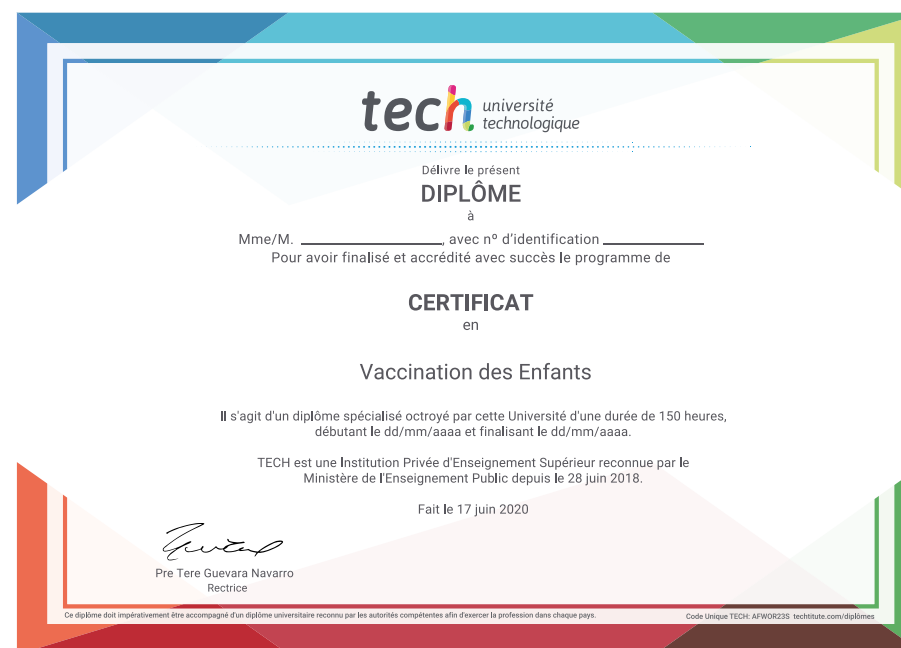 tech université
technologique
Délivre le présent
DIPLÔME
à
Mme/M. ____________________, avec nº d'identification ______________
Pour avoir finalisé et accrédité avec succès le programme de
CERTIFICAT
en
Vaccination des Enfants
Il s'agit d'un diplôme spécialisé octroyé par cette Université d'une durée de 150 heures,
débutant le dd/mm/aaaa et finalisant le dd/mm/aaaa.
TECH est une Institution Privée d'Enseignement Supérieur reconnue par le
Ministère de l'Enseignement Public depuis le 28 juin 2018.
Fait le 17 juin 2020
Pre Tere Guevara Navarro
Rectrice
Ce diplôme doit impérativement être accompagné d'un diplôme universitaire reconnu par les autorités compétentes afin d'exercer la profession dans chaque pays.
Code Unique TECH: AFWOR23S techtitute.com/diplômes